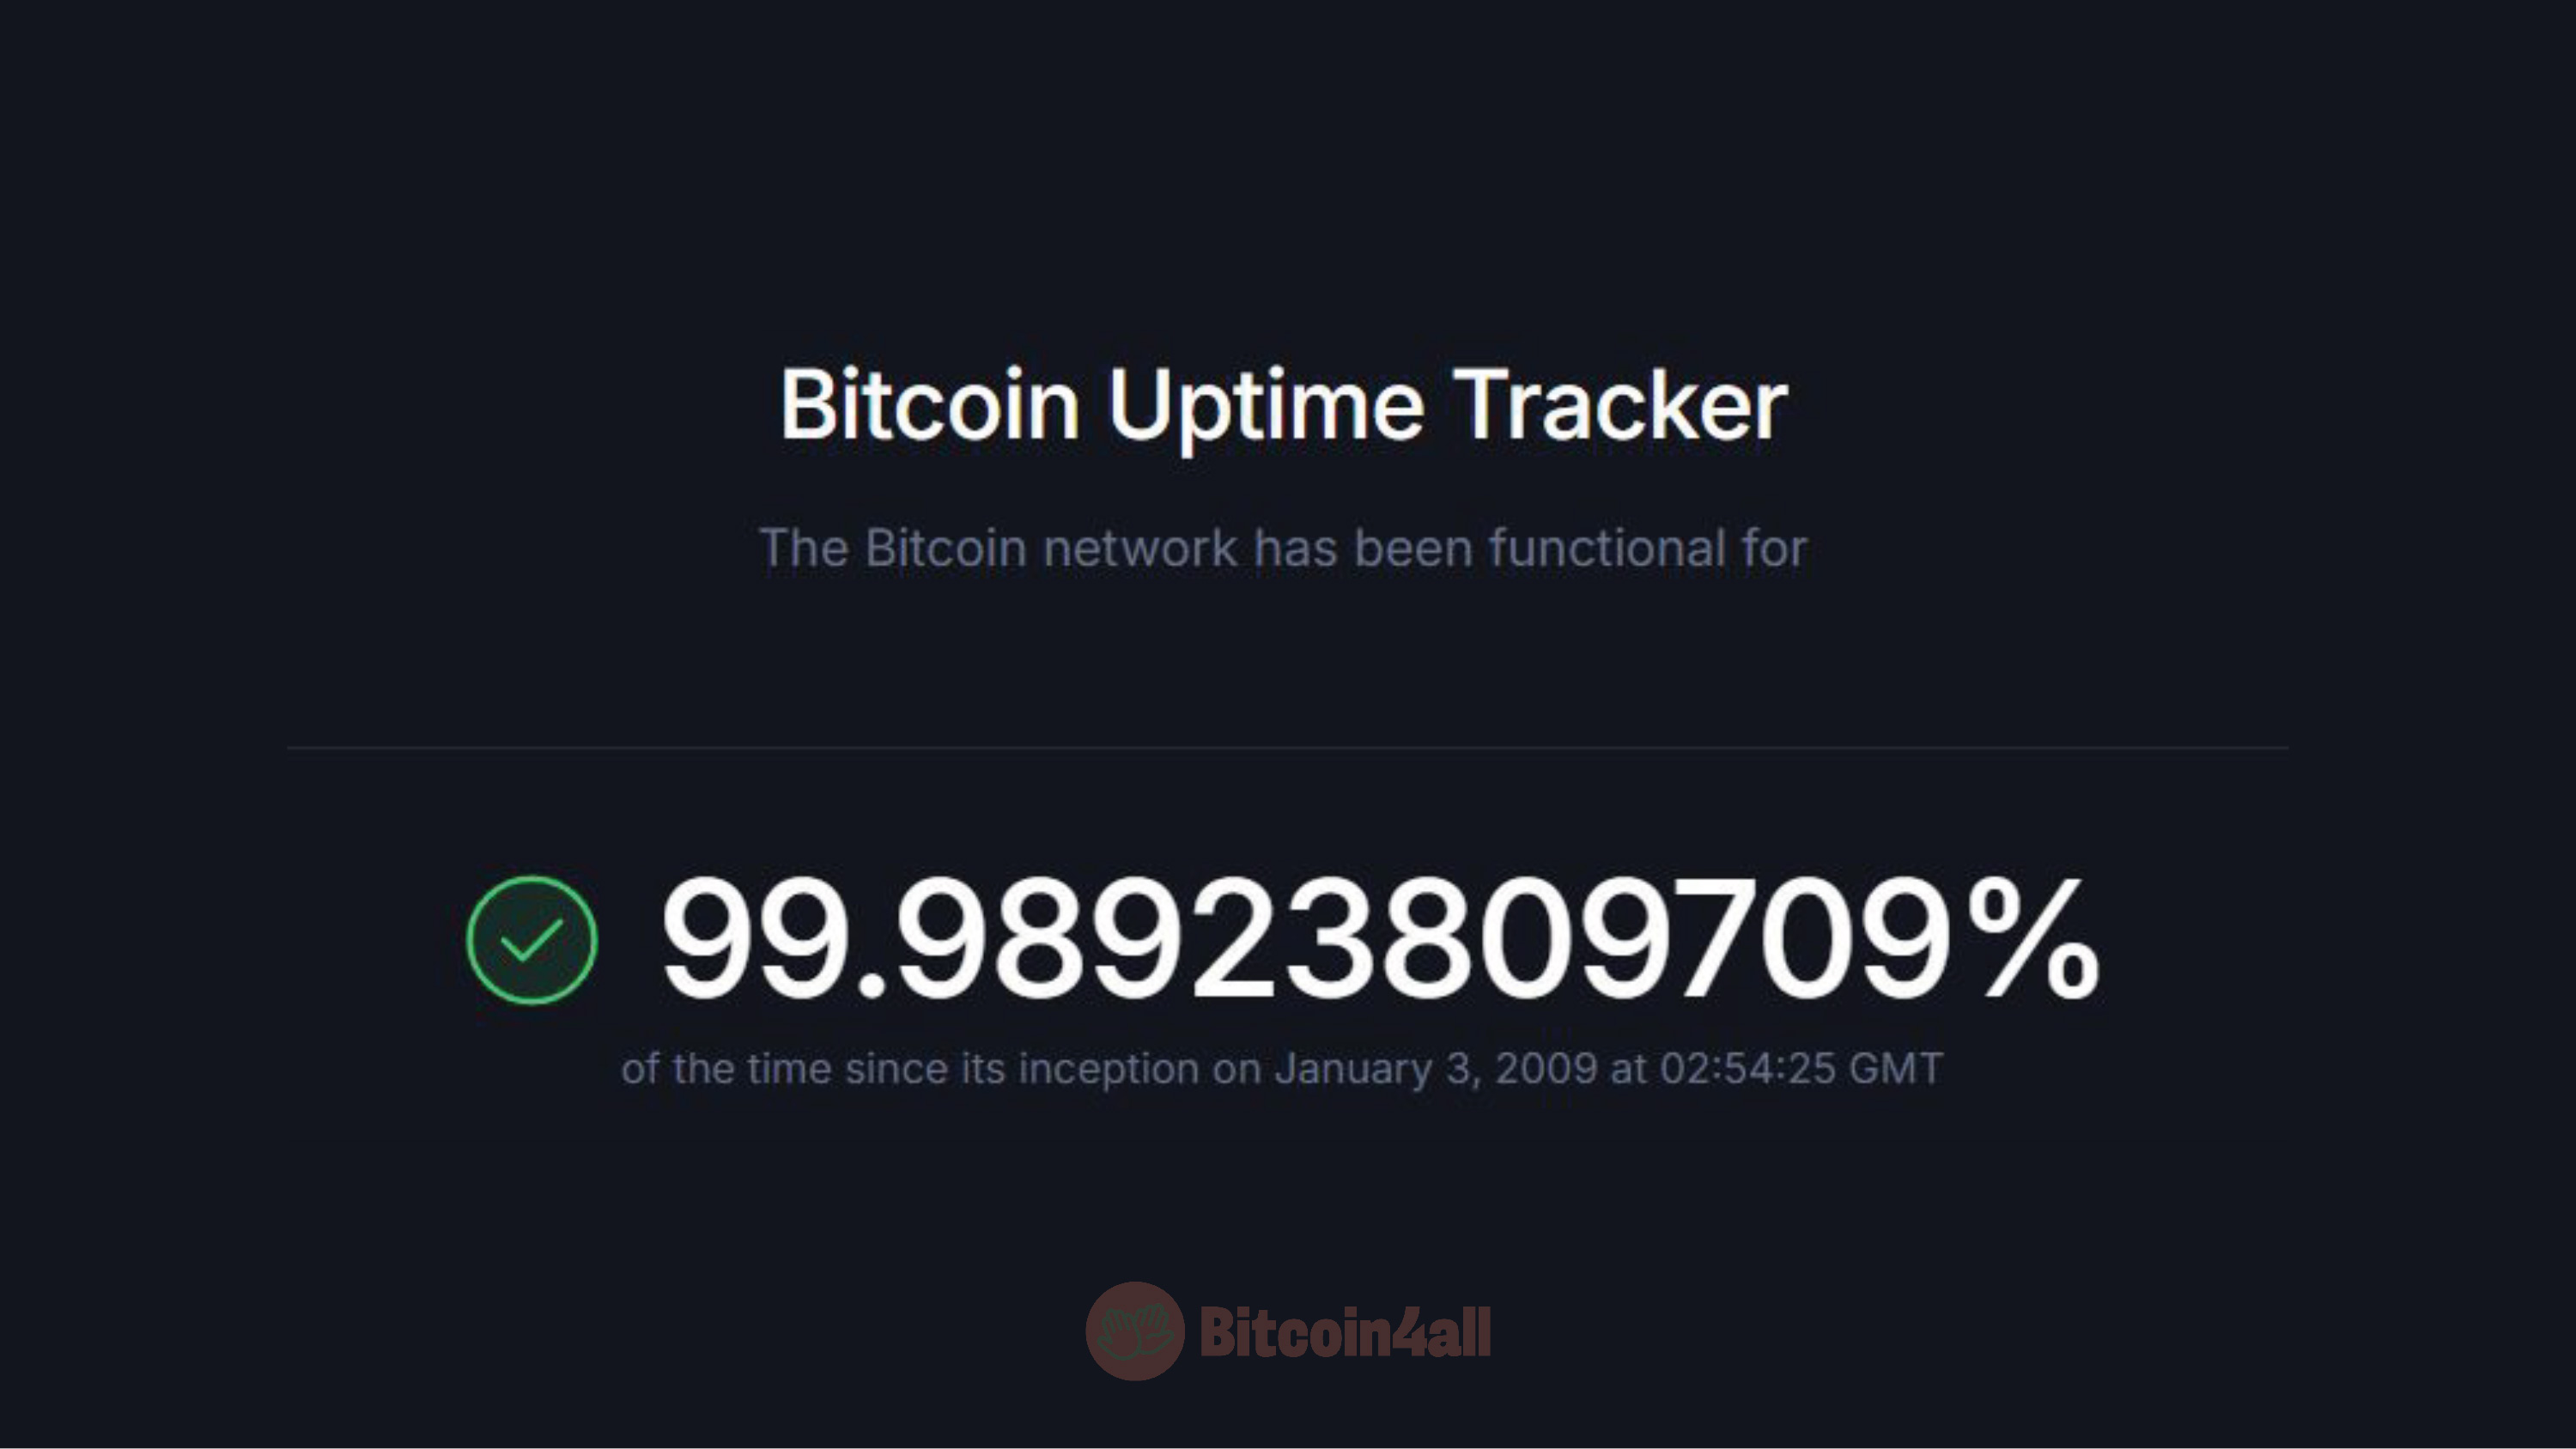 Bitcoin Uptime Tracker
The Bitcoin network has been functional for
99.98923809709%
of the time since its inception on January 3, 2009 at 02:54:25 GMT
Bitcoin4all